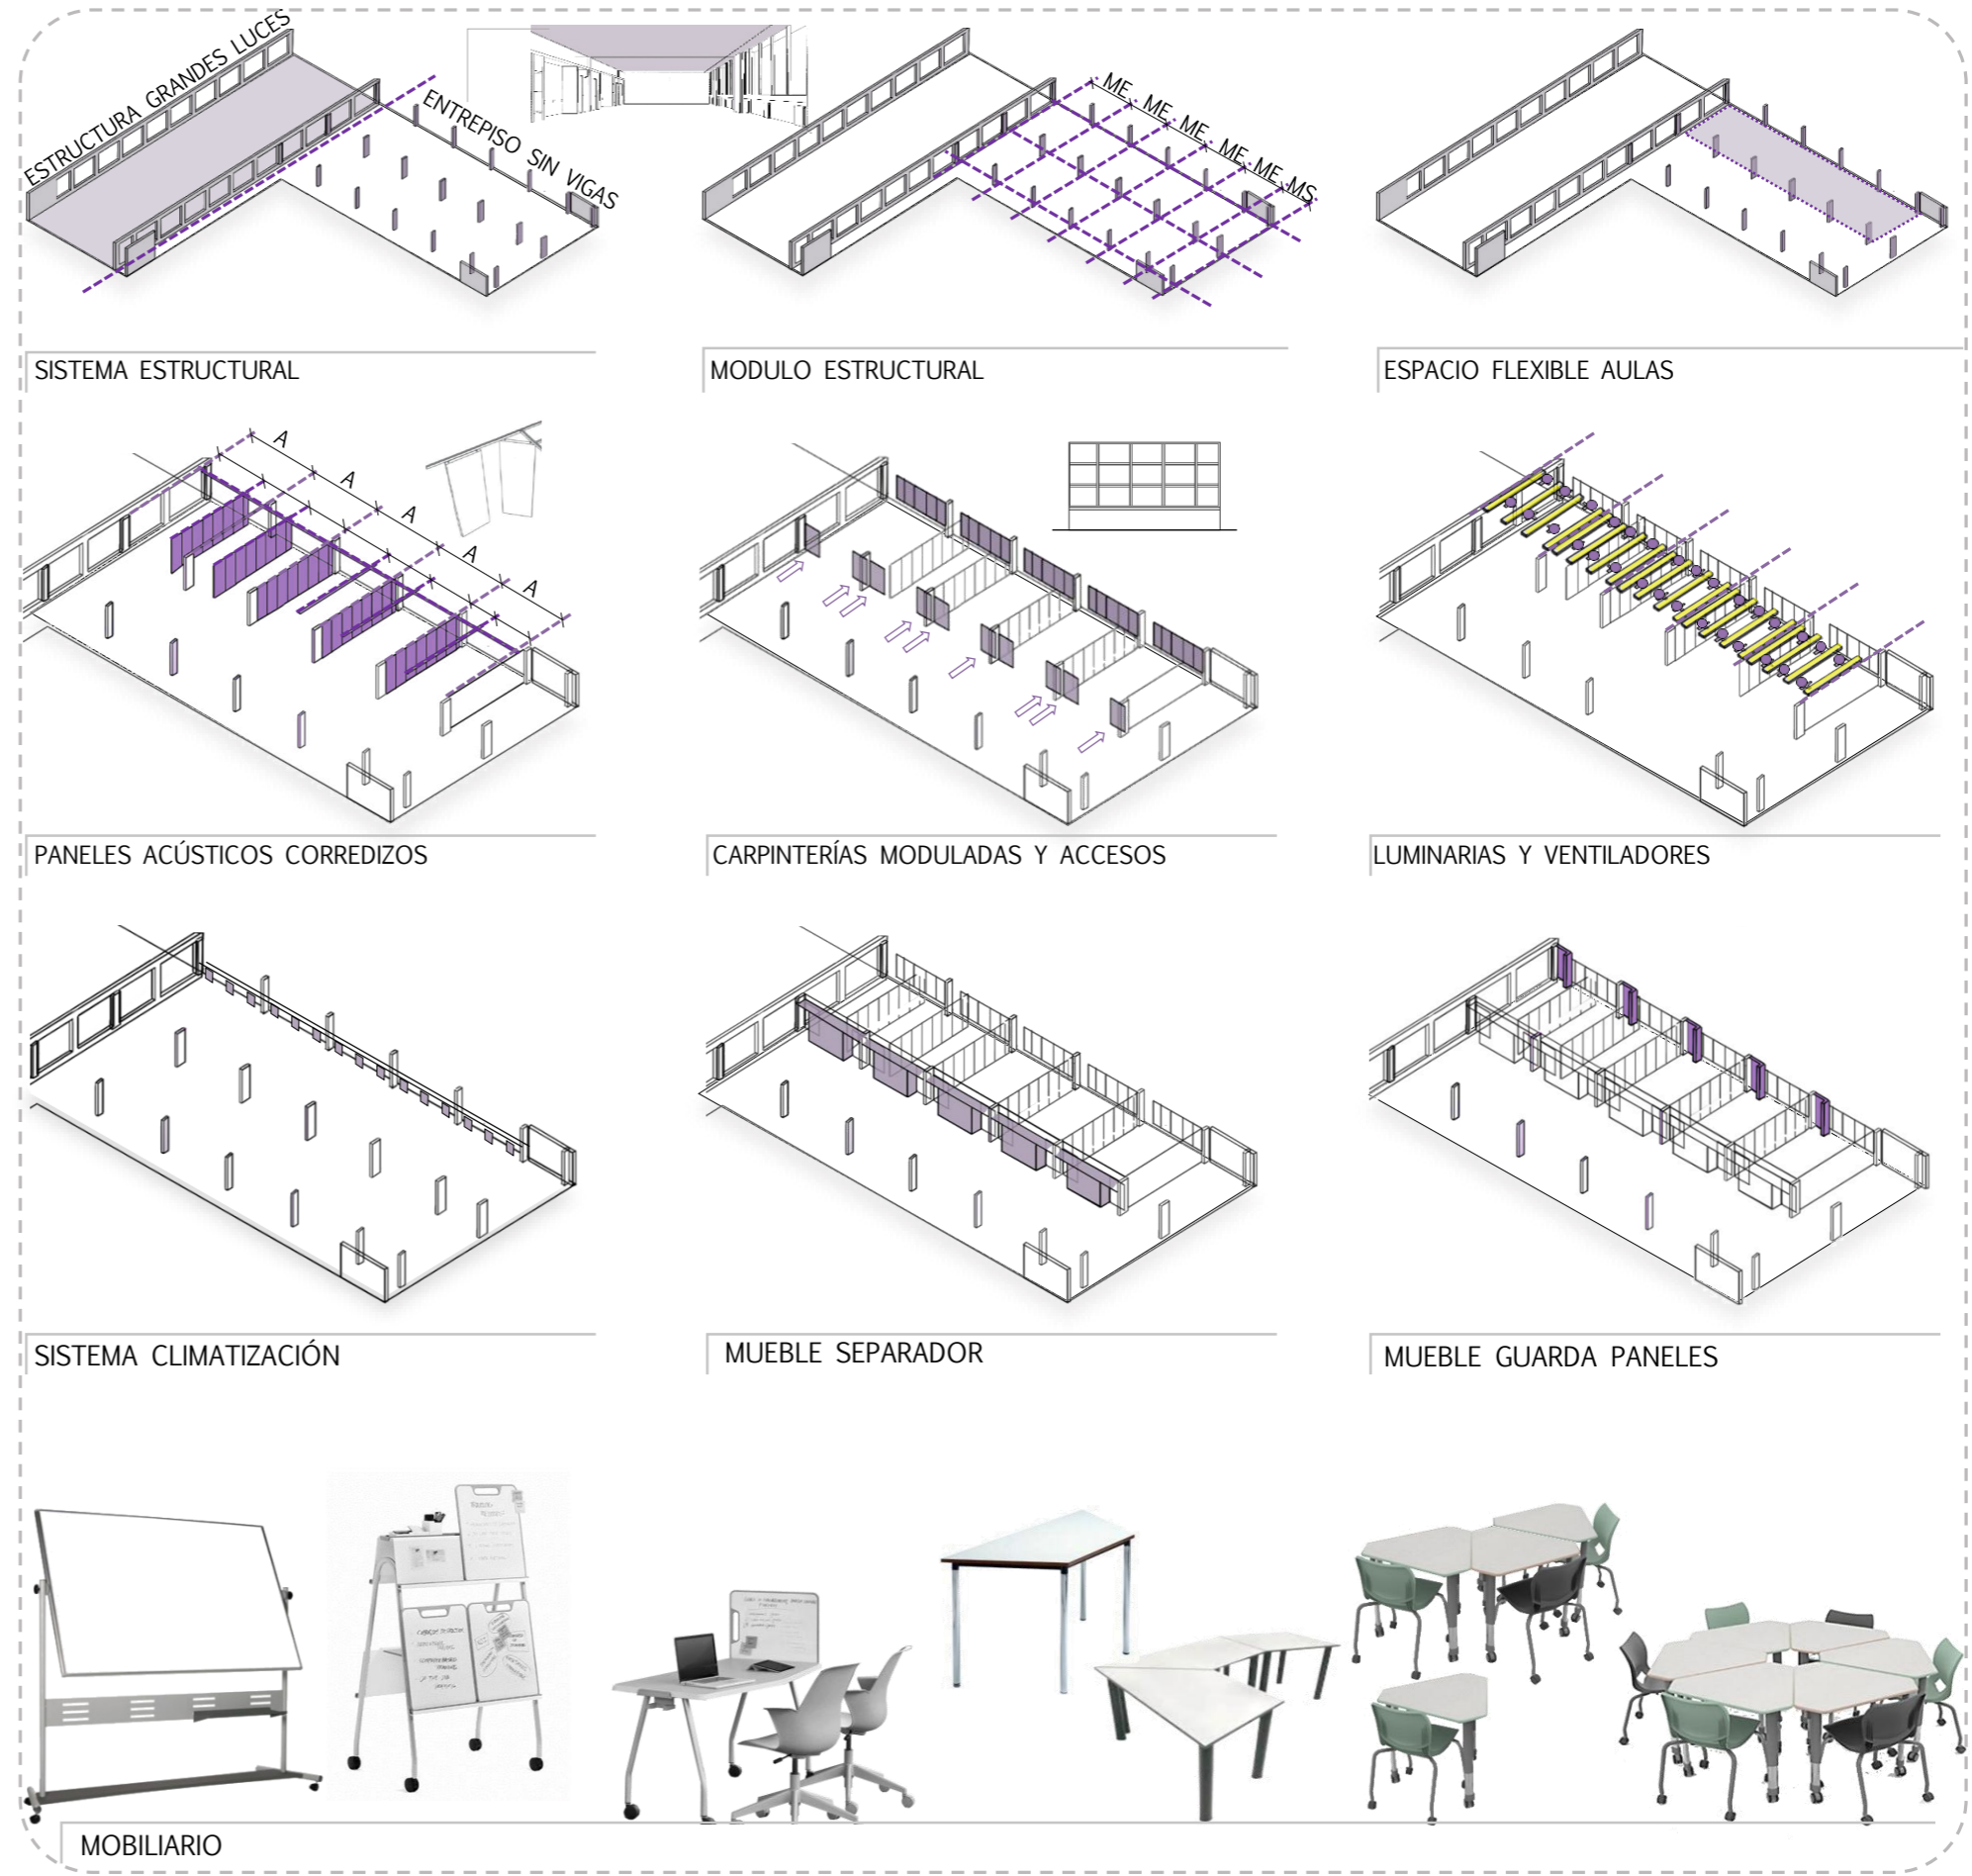 ESTRUCTURA GRANDES LUCES
ENTREPISO SIN VIGAS
ME ME ME ME ME MS
SISTEMA ESTRUCTURAL
MODULO ESTRUCTURAL
ESPACIO FLEXIBLE AULAS
A
A
A
A
A
PANELES ACÚSTICOS CORREDIZOS
CARPINTERÍAS MODULADAS Y ACCESOS
LUMINARIAS Y VENTILADORES
SISTEMA CLIMATIZACIÓN
MUEBLE SEPARADOR
MUEBLE GUARDA PANELES
MOBILIARIO